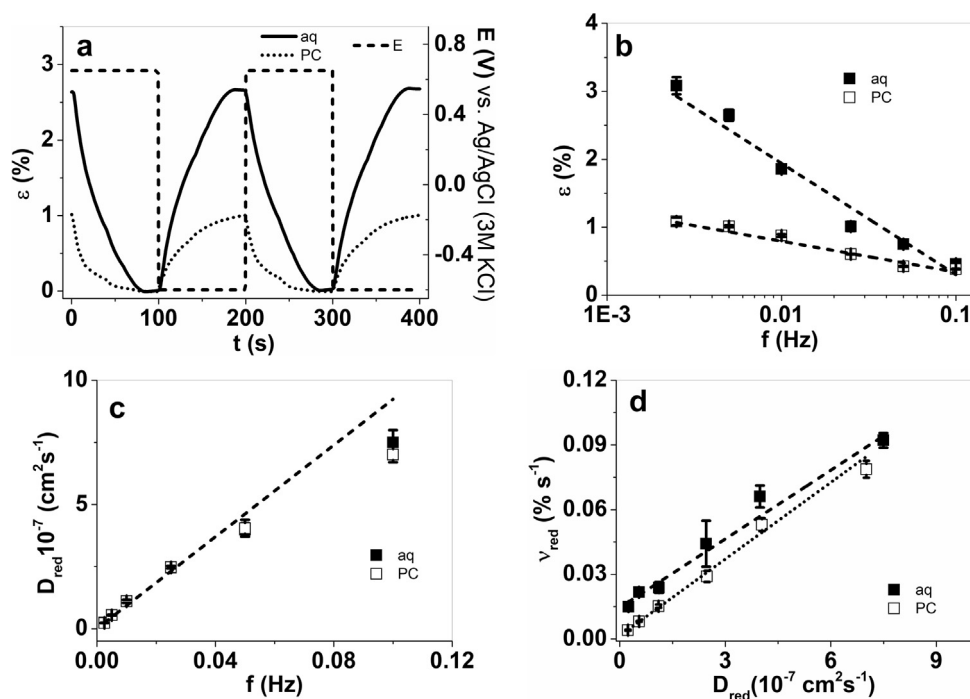 a
aq
PC
E
3
2
1
0
ε (%)
0.8
0.4
0.0
-0.4
E (V) vs. Ag/AgCl (3M KCl)
0 100 200 300 400
t (s)
b
aq
PC
4
3
2
1
0
ε (%)
1E-3 0.01 0.1
f (Hz)
c
10
5
0
D_red 10^-7 (cm^2s^-1)
aq
PC
0.00 0.04 0.08 0.12
f (Hz)
d
0.12
0.09
0.06
0.03
0.00
ν_red (% s^-1)
aq
PC
0 3 6 9
D_red (10^-7 cm^2s^-1)